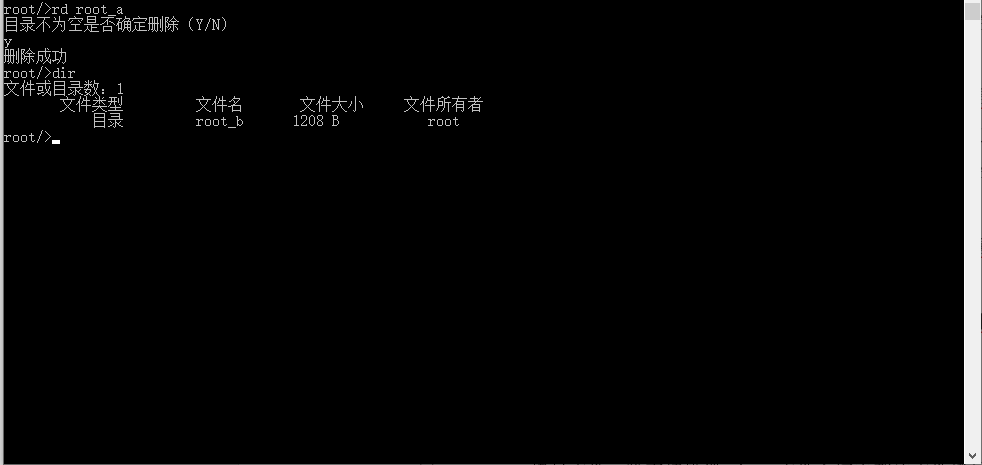 root/>rd root_a
目录不为空是否确定删除（Y/N）
y
删除成功
root/>dir
文件或目录数：1
文件类型 文件名 文件大小 文件所有者
目录 root_b 1208 B root
root/>